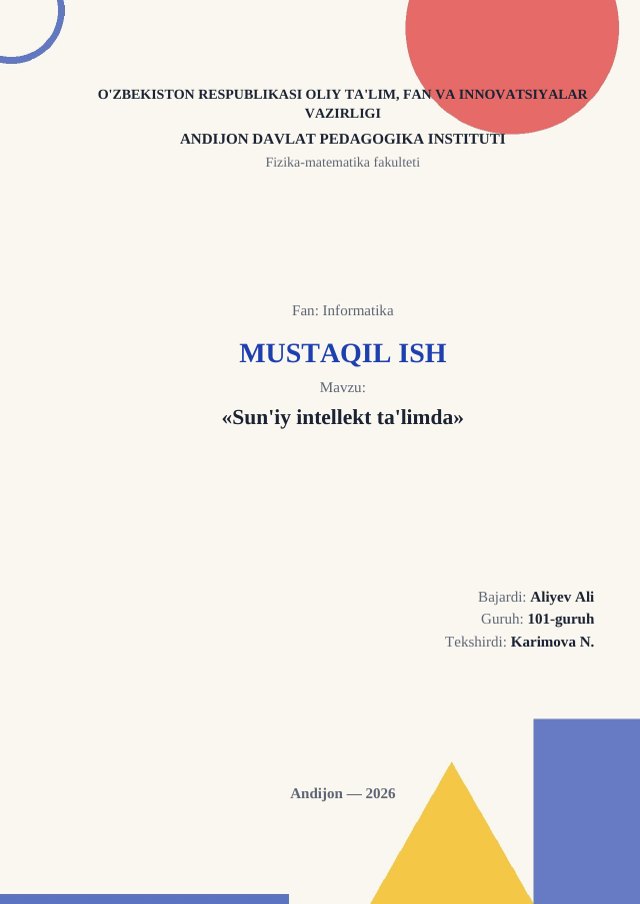 O'ZBEKISTON RESPUBLIKASI OLIY TA'LIM, FAN VA INNOVATSIYALAR
VAZIRLIGI
ANDIJON DAVLAT PEDAGOGIKA INSTITUTI
Fizika-matematika fakulteti
Fan: Informatika
MUSTAQIL ISH
Mavzu:
«Sun'iy intellekt ta'limda»
Bajardi: Aliyev Ali
Guruh: 101-guruh
Tekshirdi: Karimova N.
Andijon — 2026